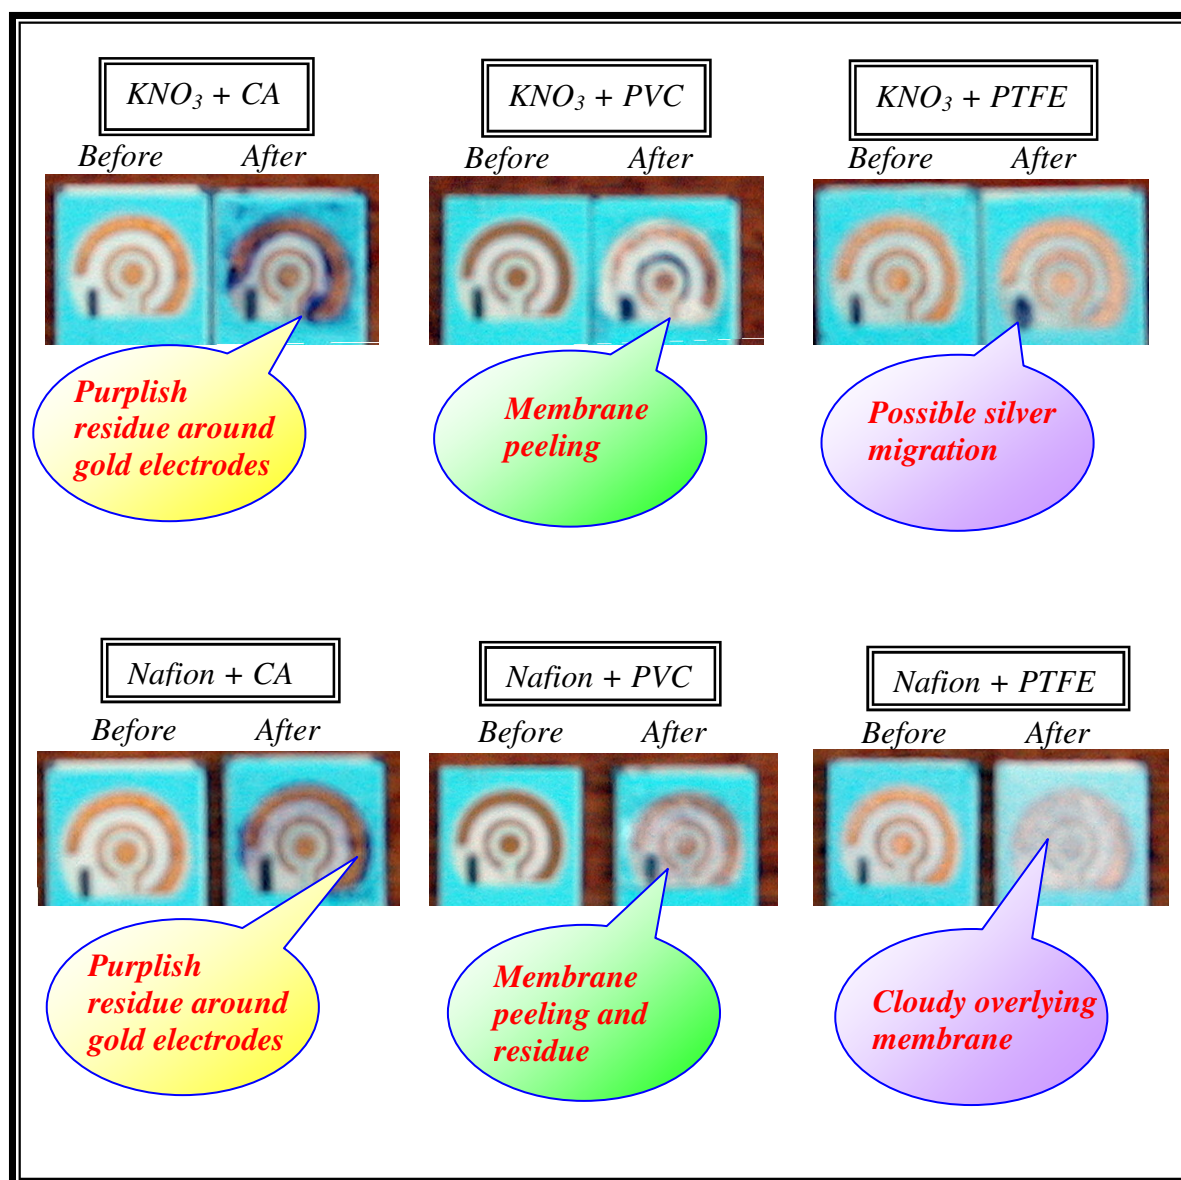 KNO₃ + CA
KNO₃ + PVC
KNO₃ + PTFE
Before After
Before After
Before After
Purplish
residue around
gold electrodes
Membrane
peeling
Possible silver
migration
Nafion + CA
Nafion + PVC
Nafion + PTFE
Before After
Before After
Before After
Purplish
residue around
gold electrodes
Membrane
peeling and
residue
Cloudy overlying
membrane